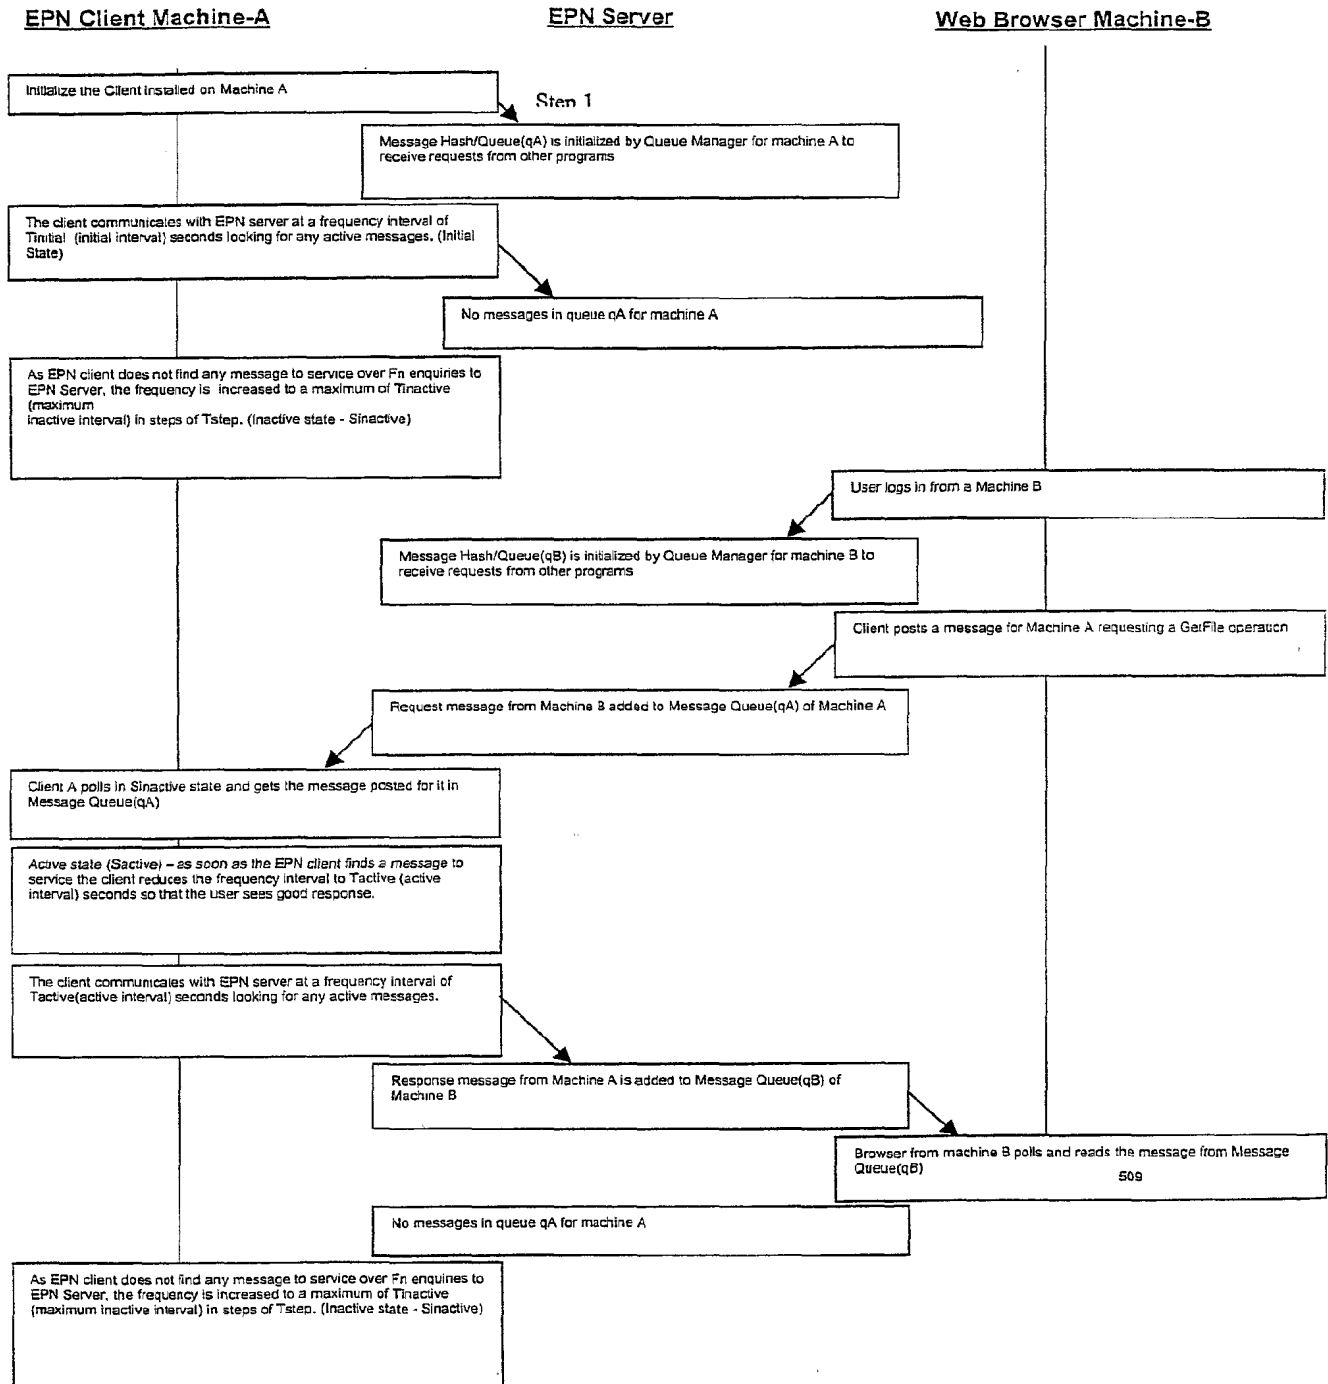 EPN Client Machine-A
EPN Server
Web Browser Machine-B
Initialize the Client installed on Machine A
Step 1
Message Hash/Queue(qA) is initialized by Queue Manager for machine A to
receive requests from other programs
The client communicates with EPN server at a frequency interval of
Tinitial (initial interval) seconds looking for any active messages. (Initial
State)
No messages in queue qA for machine A
As EPN client does not find any message to service over Fn enquiries to
EPN Server, the frequency is increased to a maximum of Tinactive
(maximum
inactive interval) in steps of Tstep. (Inactive state - Sinactive)
User logs in from a Machine B
Message Hash/Queue(qB) is initialized by Queue Manager for machine B to
receive requests from other programs
Client posts a message for Machine A requesting a GetFile operation
Request message from Machine B added to Message Queue(qA) of Machine A
Client A polls in Sinactive state and gets the message posted for it in
Message Queue(qA)
Active state (Sactive) – as soon as the EPN client finds a message to
service the client reduces the frequency interval to Tactive (active
interval) seconds so that the user sees good response.
The client communicates with EPN server at a frequency interval of
Tactive(active interval) seconds looking for any active messages.
Response message from Machine A is added to Message Queue(qB) of
Machine B
Browser from machine B polls and reads the message from Message
Queue(qB)
509
No messages in queue qA for machine A
As EPN client does not find any message to service over Fn enquines to
EPN Server, the frequency is increased to a maximum of Tinactive
(maximum inactive interval) in steps of Tstep. (Inactive state - Sinactive)